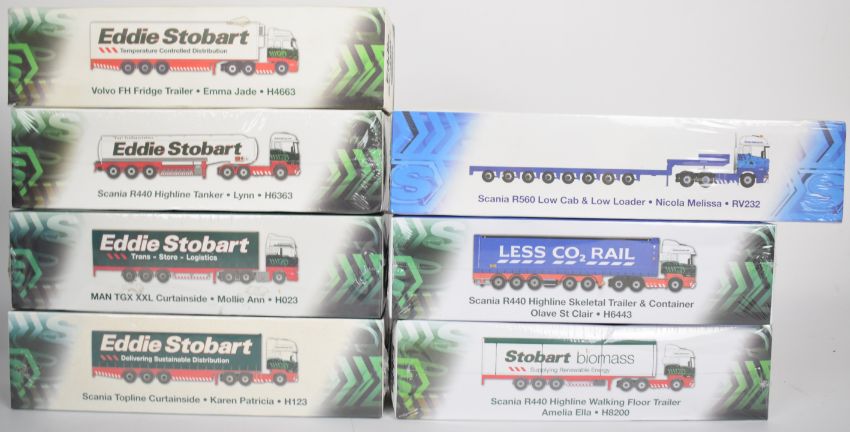 Eddie Stobart
Temperature Controlled Distribution
Volvo FH Fridge Trailer • Emma Jade • H4663
Eddie Stobart
Scania R440 Highline Tanker • Lynn • H6363
Eddie Stobart
Trans - Store - Logistics
MAN TGX XXL Curtainside • Mollie Ann • H023
Eddie Stobart
Delivering Sustainable Distribution
Scania Topline Curtainside • Karen Patricia • H123
Scania R560 Low Cab & Low Loader • Nicola Melissa • RV232
LESS CO₂ RAIL
Scania R440 Highline Skeletal Trailer & Container
Olave St Clair • H6443
Stobart biomass
Supplying Renewable Energy
Scania R440 Highline Walking Floor Trailer
Amelia Ella • H8200